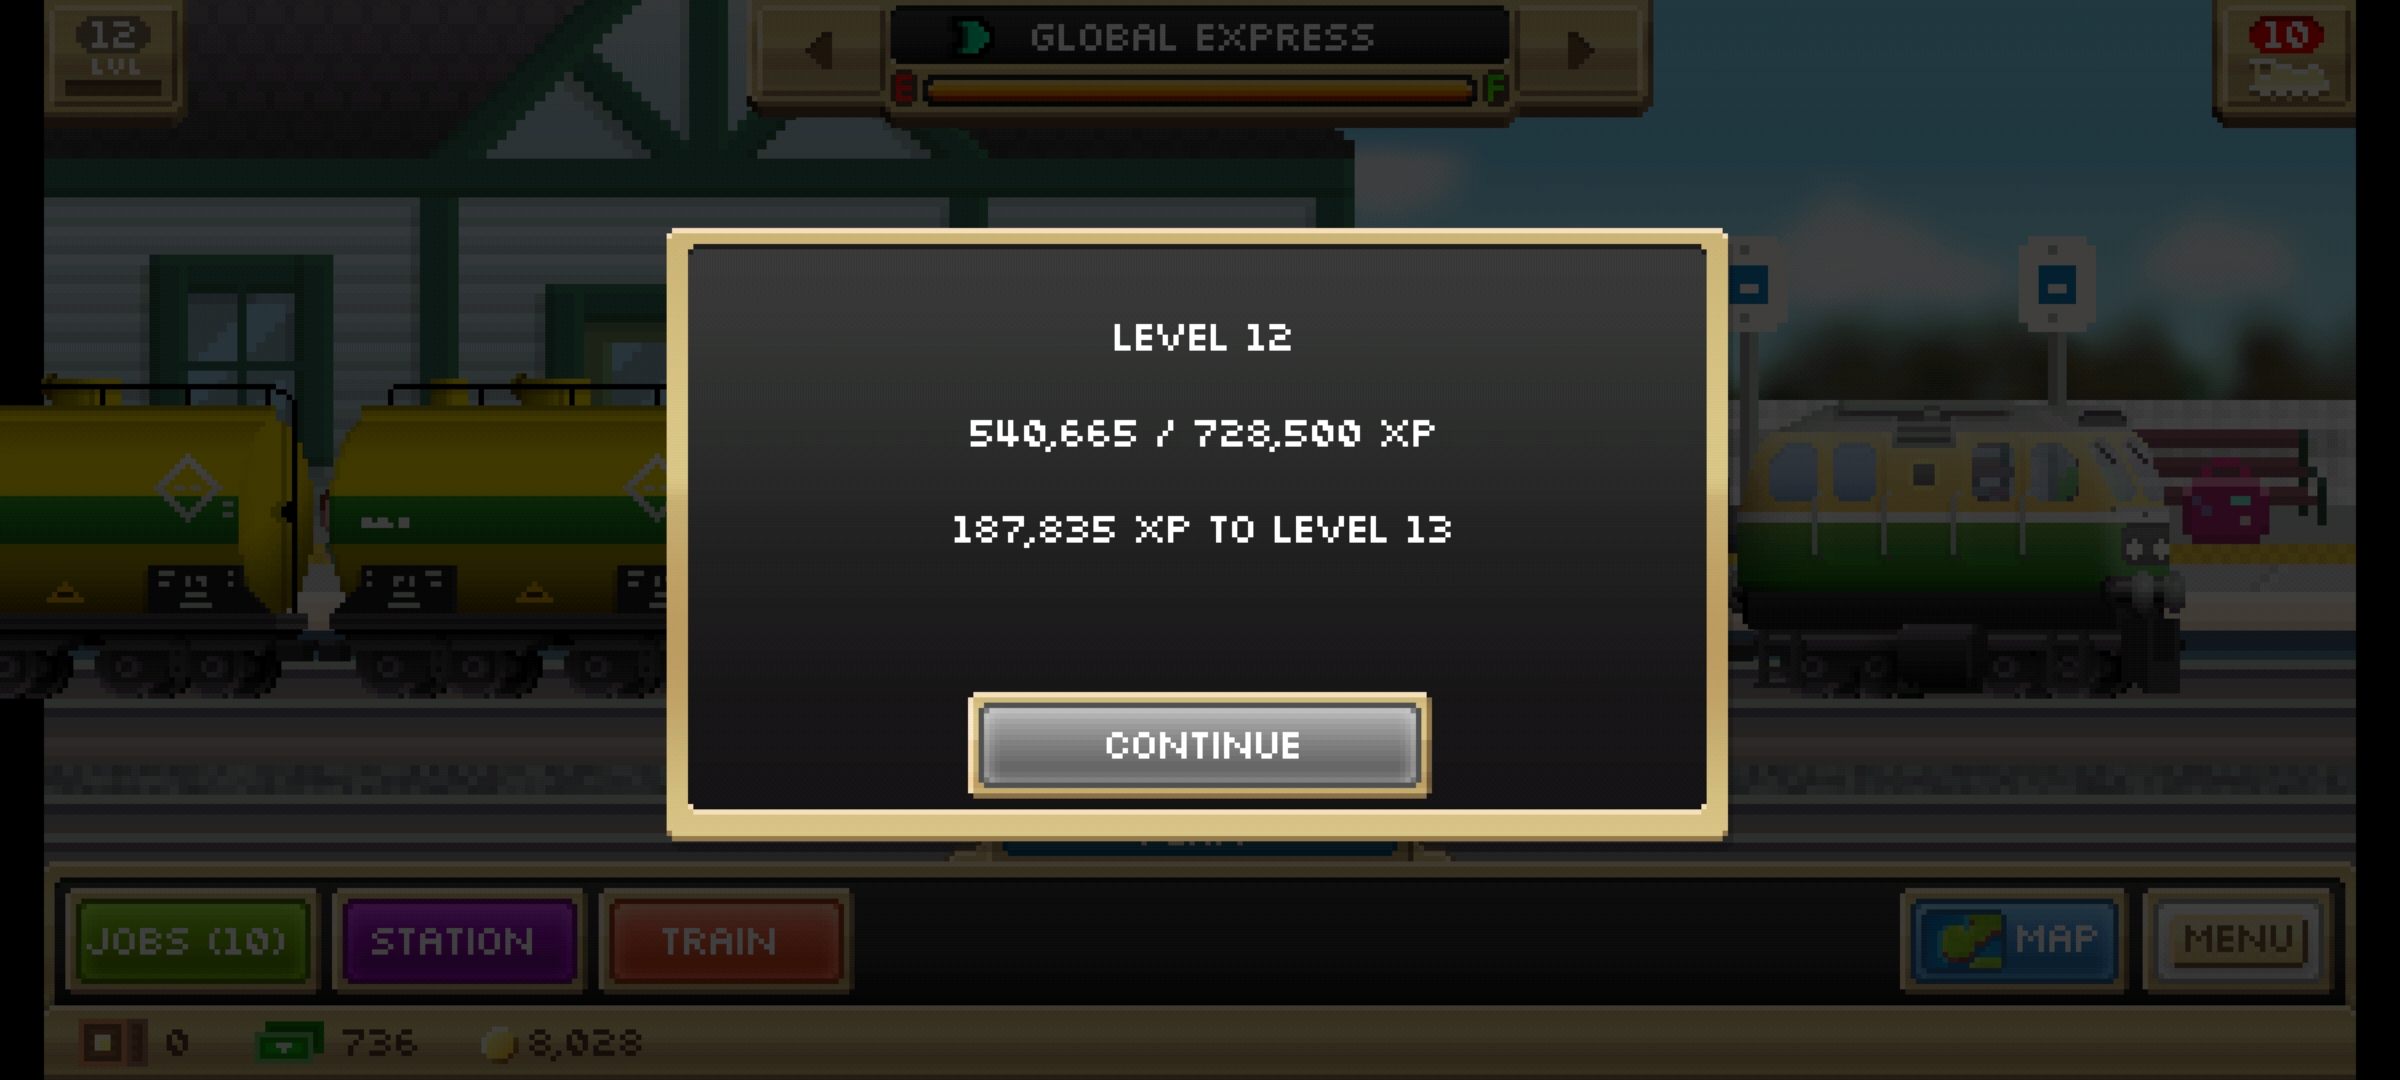 12
LVL
GLOBAL EXPRESS
E F
10
LEVEL 12
540,665 / 728,500 XP
187,835 XP TO LEVEL 13
CONTINUE
JOBS (10)
STATION
TRAIN
MAP
MENU
0
736
8,028